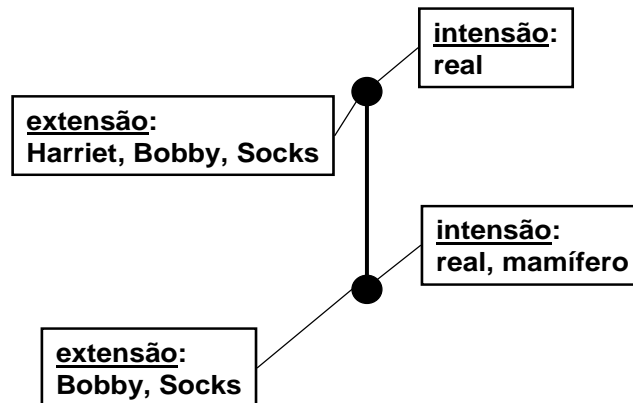 intensão:
real
extensão:
Harriet, Bobby, Socks
intensão:
real, mamífero
extensão:
Bobby, Socks